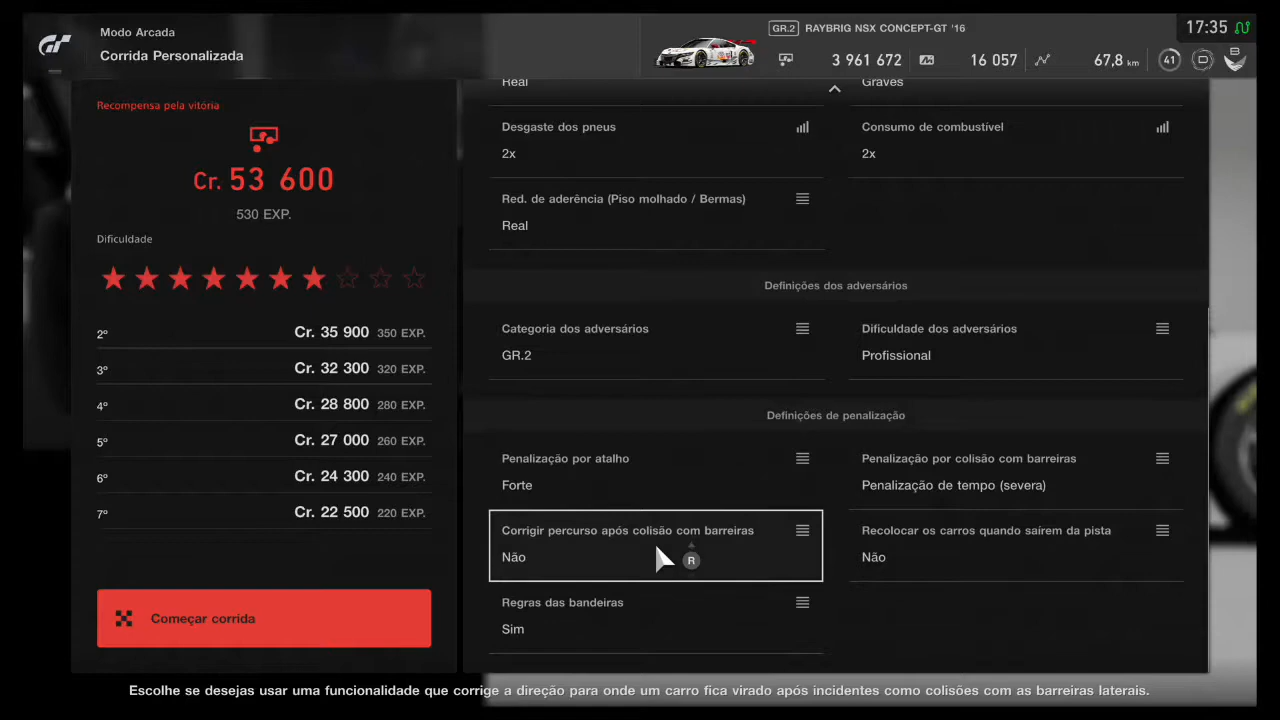 Modo Arcada
Corrida Personalizada
GR.2 RAYBRIG NSX CONCEPT-GT '16
3 961 672 16 057 67,8 km 41 B
17:35
Recompensa pela vitória
Cr. 53 600
530 EXP.
Dificuldade
2º Cr. 35 900 350 EXP.
3º Cr. 32 300 320 EXP.
4º Cr. 28 800 280 EXP.
5º Cr. 27 000 260 EXP.
6º Cr. 24 300 240 EXP.
7º Cr. 22 500 220 EXP.
Começar corrida
Real Graves
Desgaste dos pneus Consumo de combustível
2x 2x
Red. de aderência (Piso molhado / Bermas)
Real
Definições dos adversários
Categoria dos adversários Dificuldade dos adversários
GR.2 Profissional
Definições de penalização
Penalização por atalho Penalização por colisão com barreiras
Forte Penalização de tempo (severa)
Corrigir percurso após colisão com barreiras Recolocar os carros quando saírem da pista
Não R Não
Regras das bandeiras
Sim
Escolhe se desejas usar uma funcionalidade que corrige a direção para onde um carro fica virado após incidentes como colisões com as barreiras laterais.